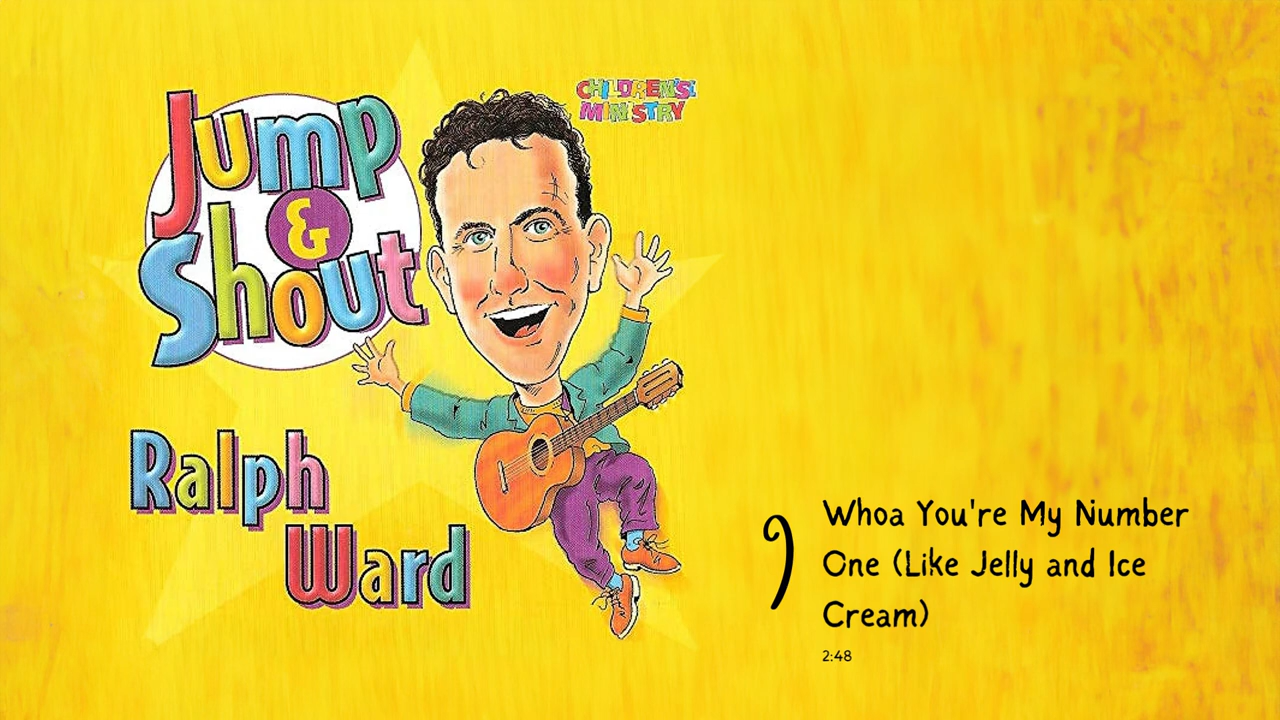 Jump
&
Shout
CHILDREN'S
MINISTRY
Ralph
Ward
9
Whoa You're My Number
One (Like Jelly and Ice
Cream)
2:48